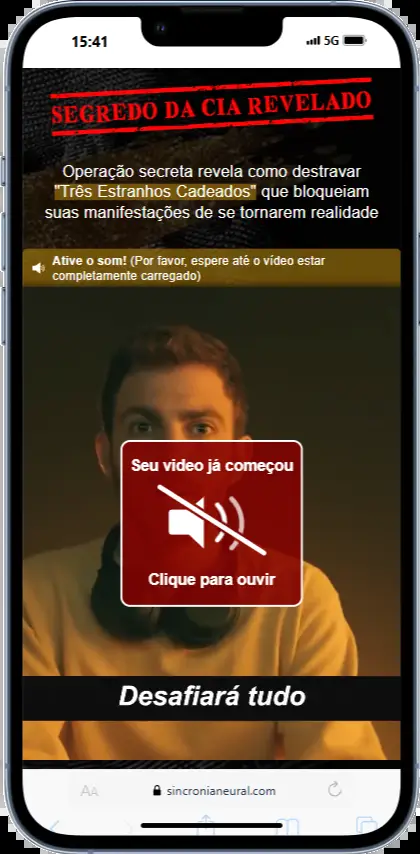 15:41
5G
SEGREDO DA CIA REVELADO
Operação secreta revela como destravar
"Três Estranhos Cadeados" que bloqueiam
suas manifestações de se tornarem realidade
Ative o som! (Por favor, espere até o vídeo estar
completamente carregado)
Seu video já começou
Clique para ouvir
Desafiará tudo
AA
sincronianeural.com